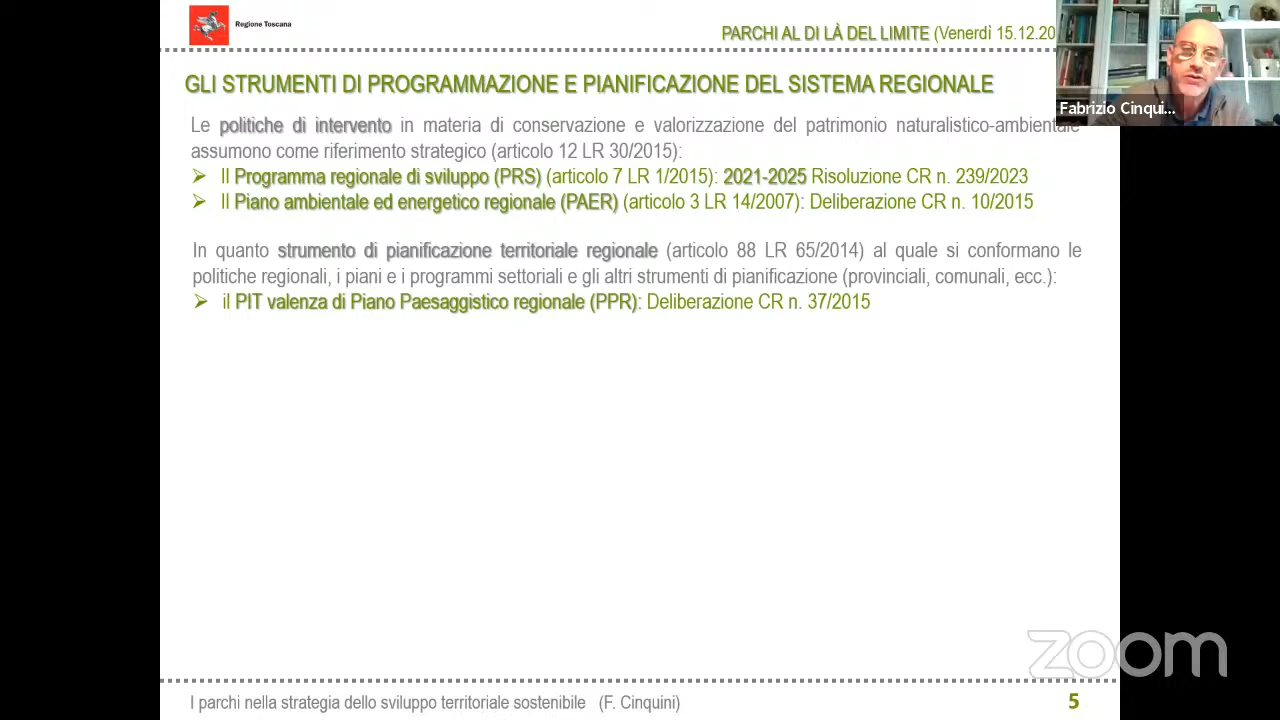 Regione Toscana
PARCHI AL DI LÀ DEL LIMITE (Venerdì 15.12.20
Fabrizio Cinqui...
GLI STRUMENTI DI PROGRAMMAZIONE E PIANIFICAZIONE DEL SISTEMA REGIONALE
Le politiche di intervento in materia di conservazione e valorizzazione del patrimonio naturalistico-ambientale
assumono come riferimento strategico (articolo 12 LR 30/2015):
➢ Il Programma regionale di sviluppo (PRS) (articolo 7 LR 1/2015): 2021-2025 Risoluzione CR n. 239/2023
➢ Il Piano ambientale ed energetico regionale (PAER) (articolo 3 LR 14/2007): Deliberazione CR n. 10/2015
In quanto strumento di pianificazione territoriale regionale (articolo 88 LR 65/2014) al quale si conformano le
politiche regionali, i piani e i programmi settoriali e gli altri strumenti di pianificazione (provinciali, comunali, ecc.):
➢ il PIT valenza di Piano Paesaggistico regionale (PPR): Deliberazione CR n. 37/2015
zoom
I parchi nella strategia dello sviluppo territoriale sostenibile (F. Cinquini)
5